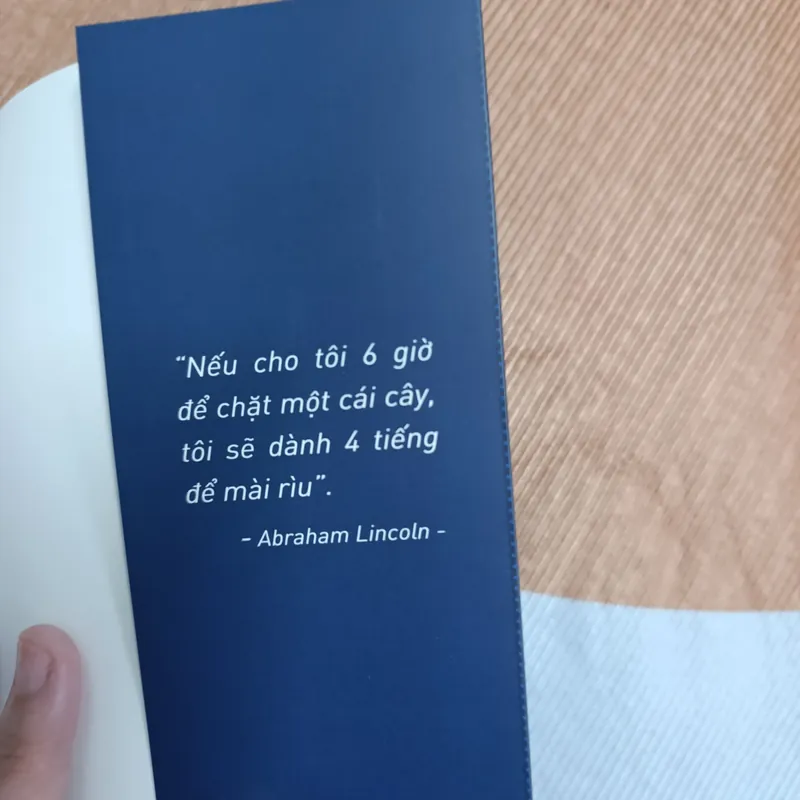 “Nếu cho tôi 6 giờ
để chặt một cái cây,
tôi sẽ dành 4 tiếng
để mài rìu”.
– Abraham Lincoln -